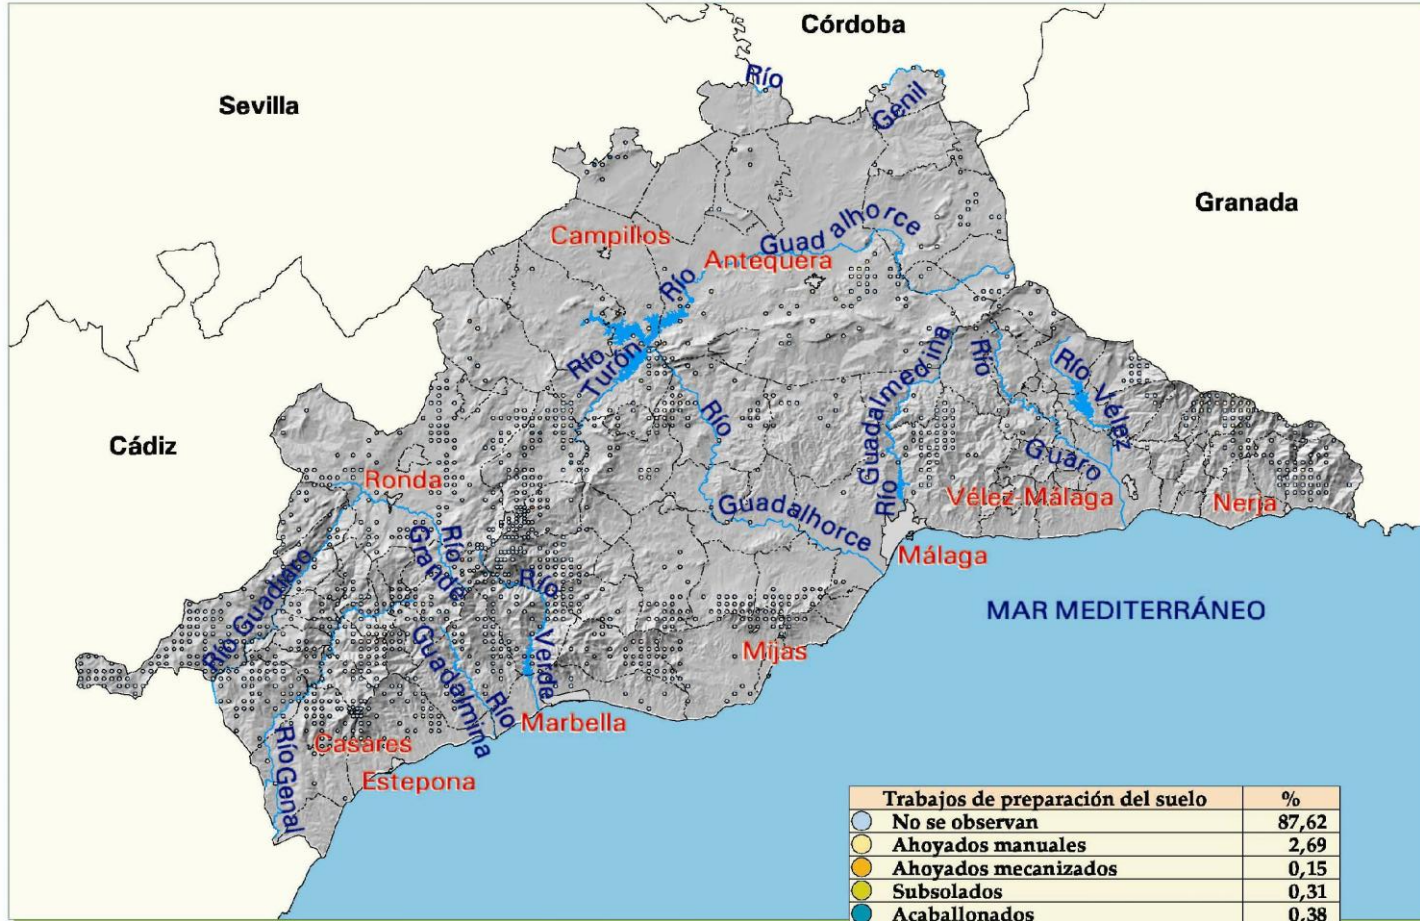 Córdoba
Río
Sevilla
Genil
Granada
Guadalhorce
Campillos
Antequera
Río
Guadalmedina
Río
Río
Turón
Río Vélez
Río
Cádiz
Guaro
Ronda
Vélez-Málaga
Río
Nerja
Guadalhorce
Río
Grande
Málaga
Río Guadiaro
Río
MAR MEDITERRÁNEO
Verde
Mijas
Guadalmina
Río
Marbella
Casares
Río Genal
Estepona
Trabajos de preparación del suelo %
No se observan 87,62
Ahoyados manuales 2,69
Ahoyados mecanizados 0,15
Subsolados 0,31
Acaballonados 0,38